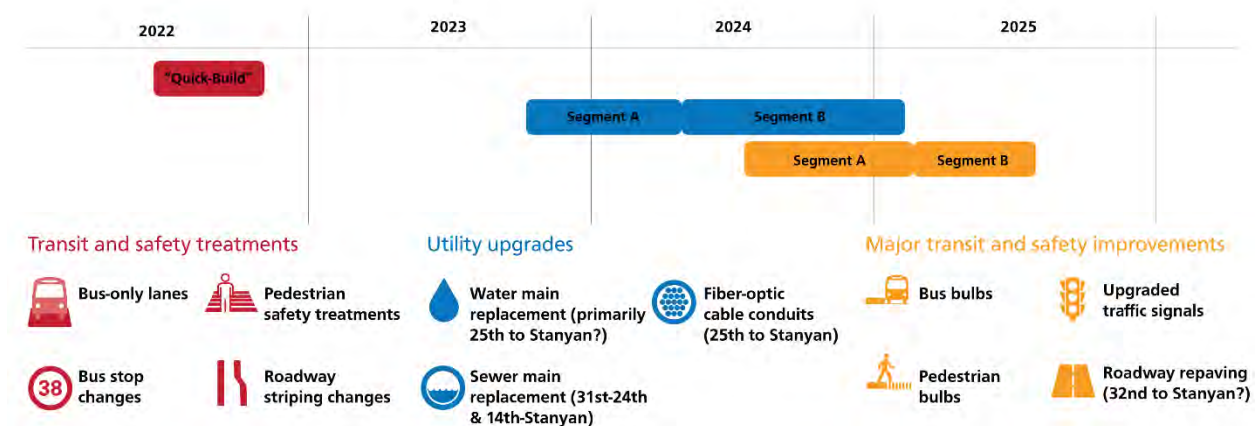 2022
2023
2024
2025
"Quick-Build"
Segment A
Segment B
Segment A
Segment B
Transit and safety treatments
Bus-only lanes
Pedestrian
safety treatments
38
Bus stop
changes
Roadway
striping changes
Utility upgrades
Water main
replacement (primarily
25th to Stanyan?)
Fiber-optic
cable conduits
(25th to Stanyan)
Sewer main
replacement (31st-24th
& 14th-Stanyan)
Major transit and safety improvements
Bus bulbs
Upgraded
traffic signals
Pedestrian
bulbs
Roadway repaving
(32nd to Stanyan?)